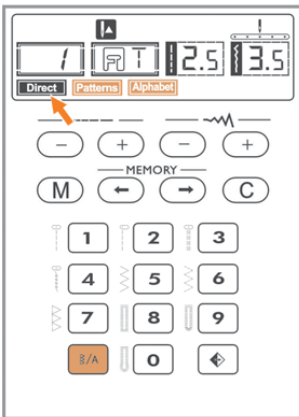 1 A T 2.5 3.5
Direct Patterns Alphabet
− + − +
MEMORY
M ← → C
1 2 3
4 5 6
7 8 9
/A 0